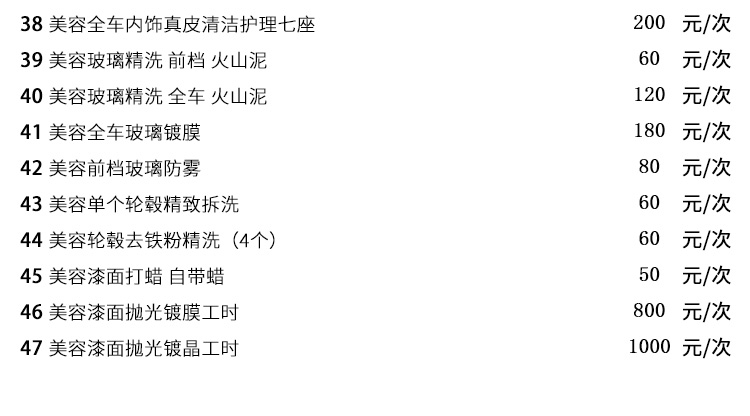 38 美容全车内饰真皮清洁护理七座 200 元/次
39 美容玻璃精洗 前档 火山泥 60 元/次
40 美容玻璃精洗 全车 火山泥 120 元/次
41 美容全车玻璃镀膜 180 元/次
42 美容前档玻璃防雾 80 元/次
43 美容单个轮毂精致拆洗 60 元/次
44 美容轮毂去铁粉精洗（4个） 60 元/次
45 美容漆面打蜡 自带蜡 50 元/次
46 美容漆面抛光镀膜工时 800 元/次
47 美容漆面抛光镀晶工时 1000 元/次